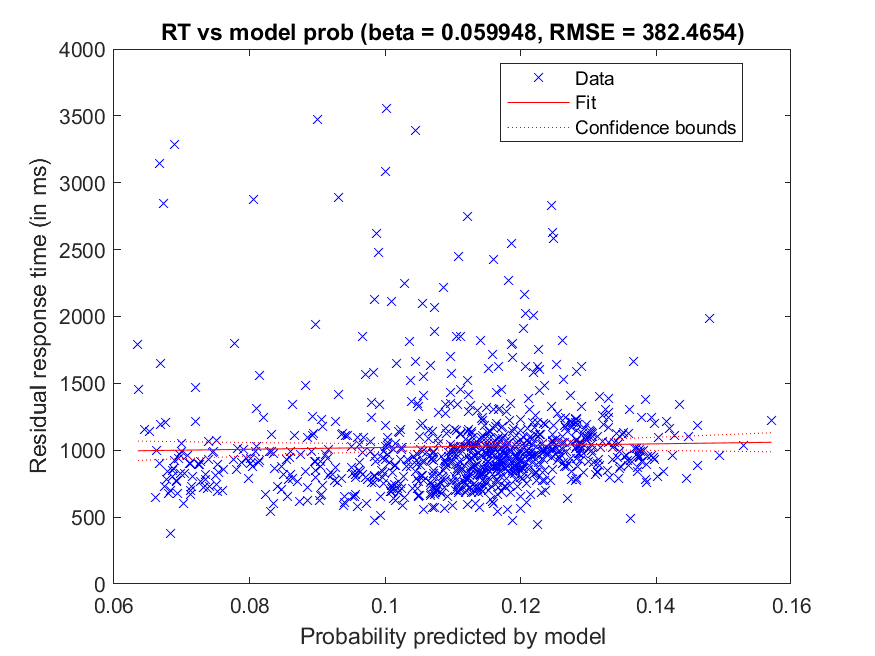 RT vs model prob (beta = 0.059948, RMSE = 382.4654)
4000
3500
3000
2500
2000
1500
1000
500
0
Residual response time (in ms)
Data
Fit
Confidence bounds
0.06
0.08
0.1
0.12
0.14
0.16
Probability predicted by model